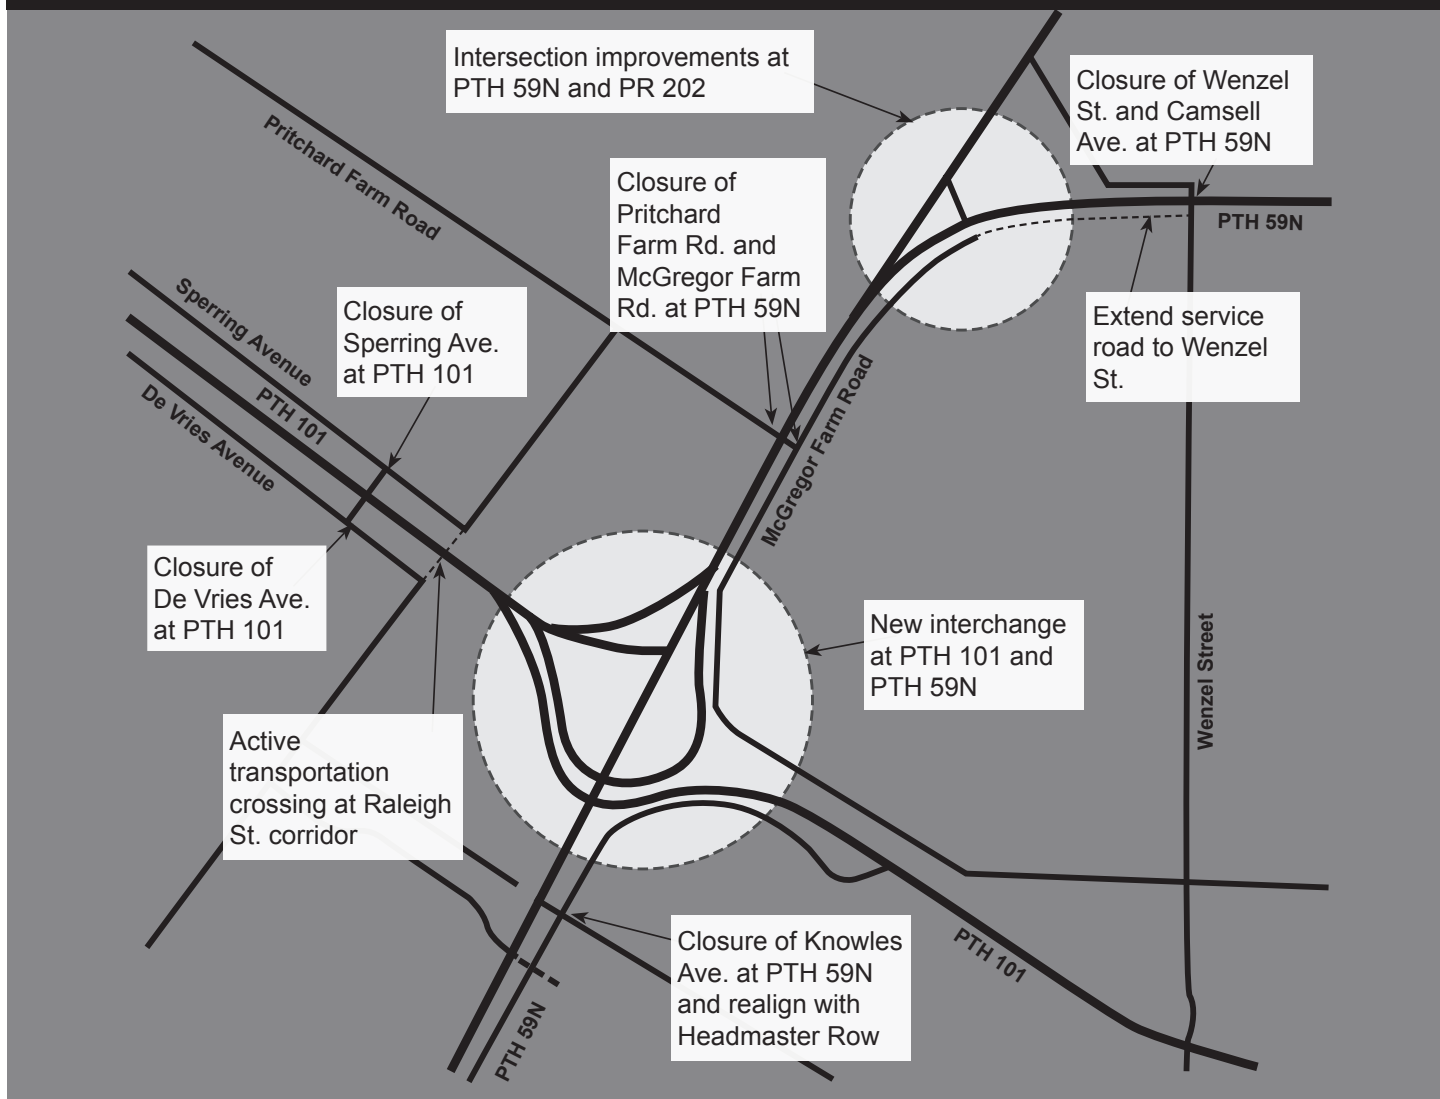 Intersection improvements at
PTH 59N and PR 202
Closure of Wenzel
St. and Camsell
Ave. at PTH 59N
Pritchard Farm Road
Closure of
Pritchard
Farm Rd. and
McGregor Farm
Rd. at PTH 59N
PTH 59N
Sperring Avenue
Closure of
Sperring Ave.
at PTH 101
Extend service
road to Wenzel
St.
PTH 101
De Vries Avenue
McGregor Farm Road
Closure of
De Vries Ave.
at PTH 101
New interchange
at PTH 101 and
PTH 59N
Wenzel Street
Active
transportation
crossing at Raleigh
St. corridor
Closure of Knowles
Ave. at PTH 59N
and realign with
Headmaster Row
PTH 101
PTH 59N